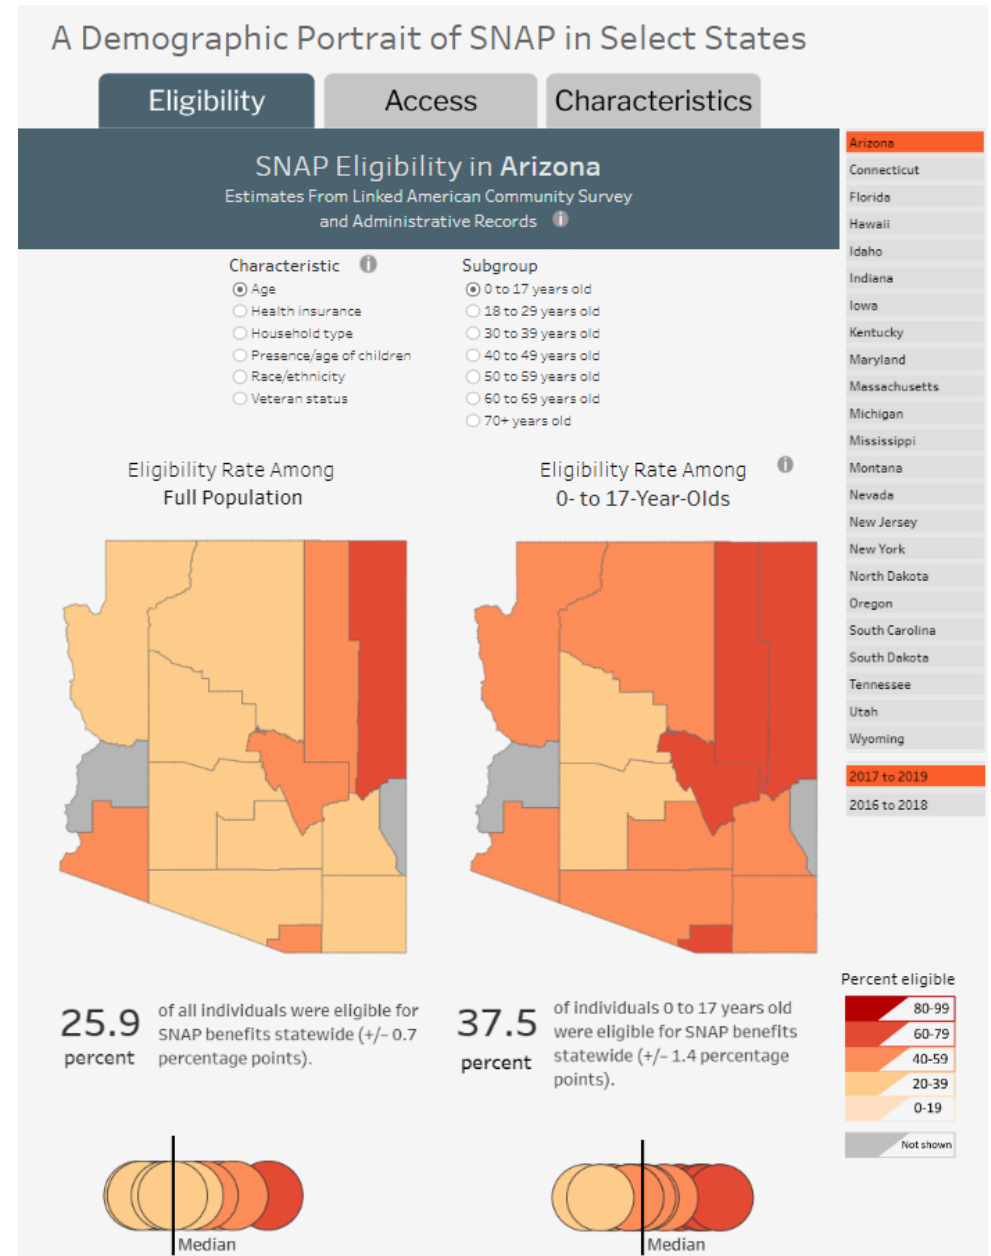 A Demographic Portrait of SNAP in Select States
Eligibility
Access
Characteristics
SNAP Eligibility in Arizona
Estimates From Linked American Community Survey
and Administrative Records i
Characteristic i
Age
Health insurance
Household type
Presence/age of children
Race/ethnicity
Veteran status
Subgroup
0 to 17 years old
18 to 29 years old
30 to 39 years old
40 to 49 years old
50 to 59 years old
60 to 69 years old
70+ years old
Arizona
Connecticut
Florida
Hawaii
Idaho
Indiana
Iowa
Kentucky
Maryland
Massachusetts
Michigan
Mississippi
Montana
Nevada
New Jersey
New York
North Dakota
Oregon
South Carolina
South Dakota
Tennessee
Utah
Wyoming
2017 to 2019
2016 to 2018
Eligibility Rate Among
Full Population
Eligibility Rate Among i
0- to 17-Year-Olds
25.9
percent
of all individuals were eligible for
SNAP benefits statewide (+/- 0.7
percentage points).
37.5
percent
of individuals 0 to 17 years old
were eligible for SNAP benefits
statewide (+/- 1.4 percentage
points).
Percent eligible
80-99
60-79
40-59
20-39
0-19
Not shown
Median
Median